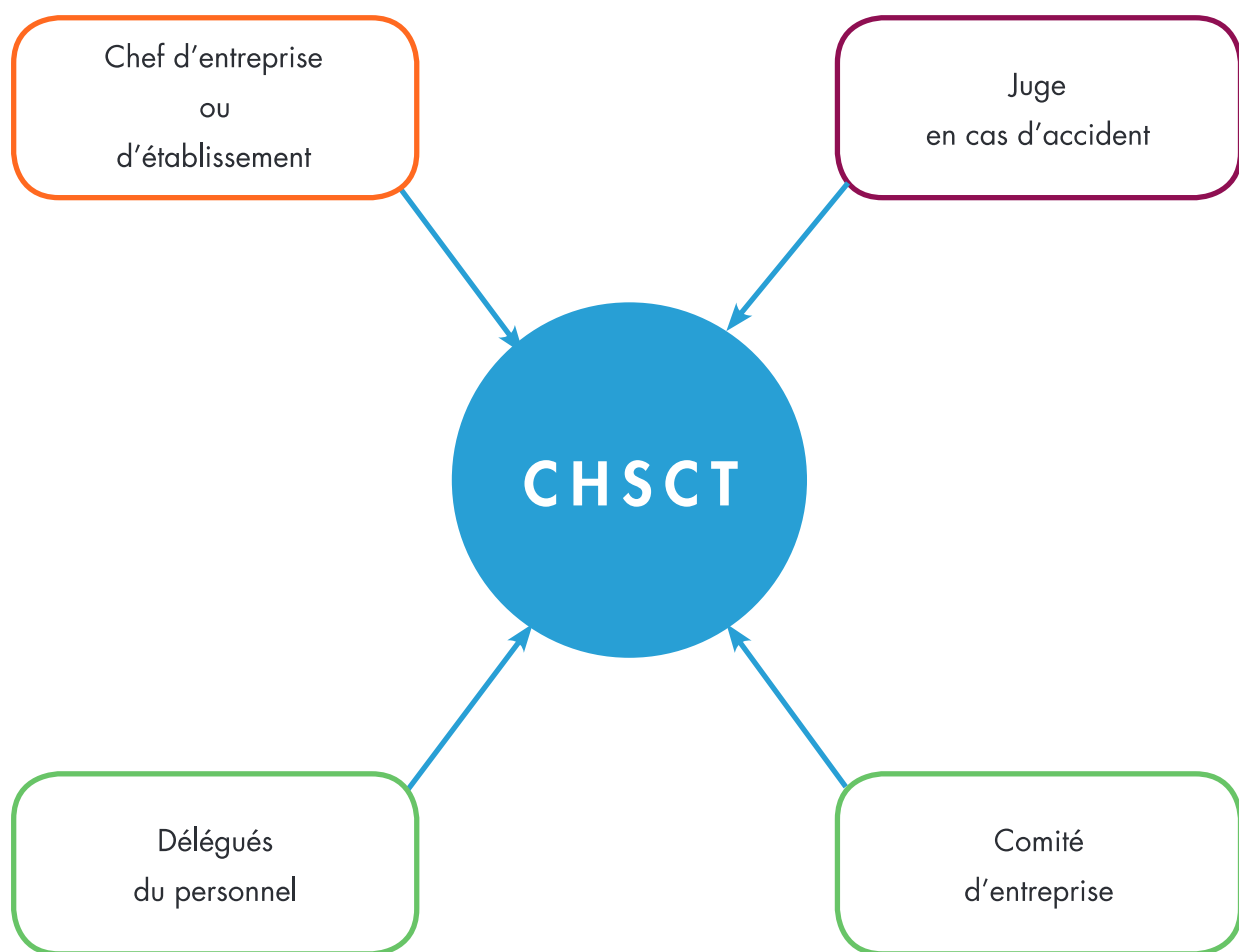 Chef d’entreprise
ou
d’établissement
Juge
en cas d’accident
CHSCT
Délégués
du personnel
Comité
d’entreprise